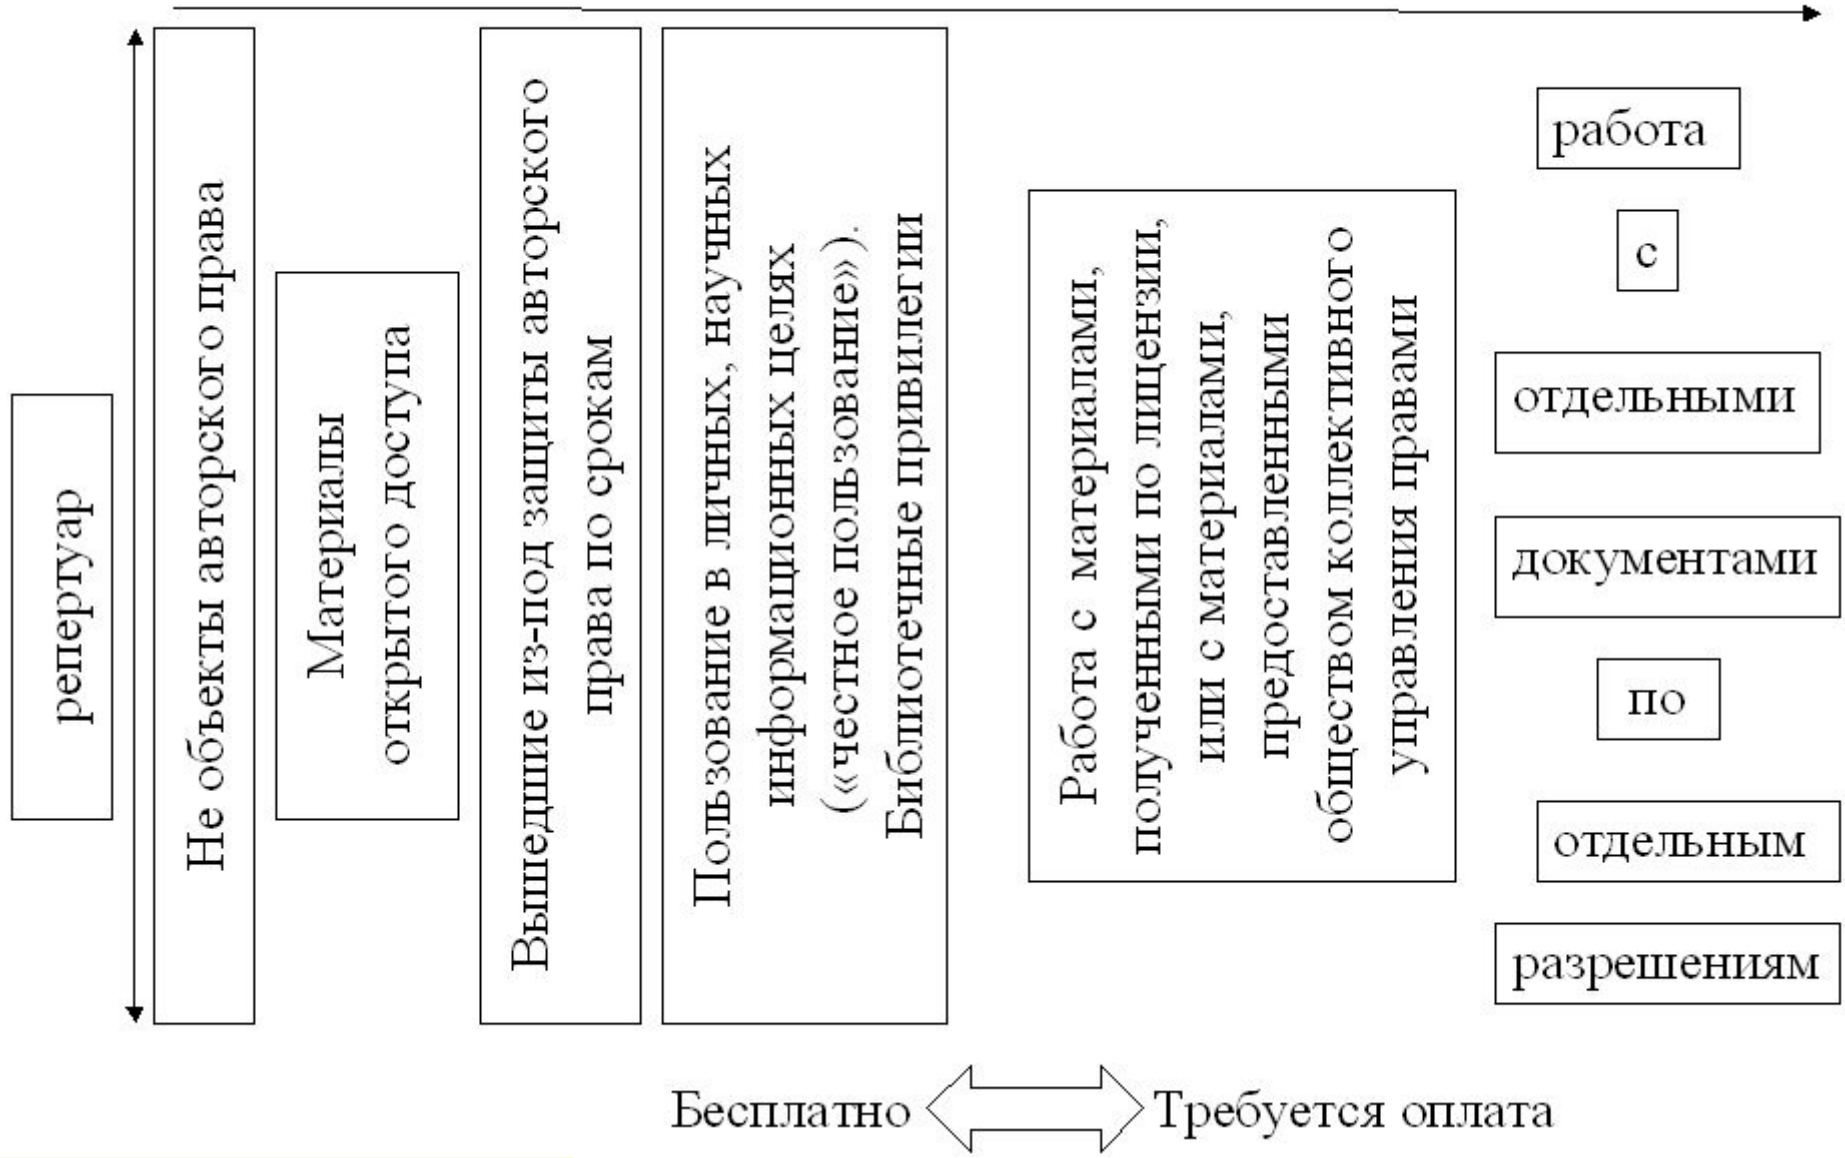 репертуар
Не объекты авторского права
Материалы
открытого доступа
Вышедшие из-под защиты авторского
права по срокам
Пользование в личных, научных
информационных целях
(«честное пользование»).
Библиотечные привилегии
Работа с материалами,
полученными по лицензии,
или с материалами,
предоставленными
обществом коллективного
управления правами
работа
с
отдельными
документами
по
отдельным
разрешениям
Бесплатно
Требуется оплата